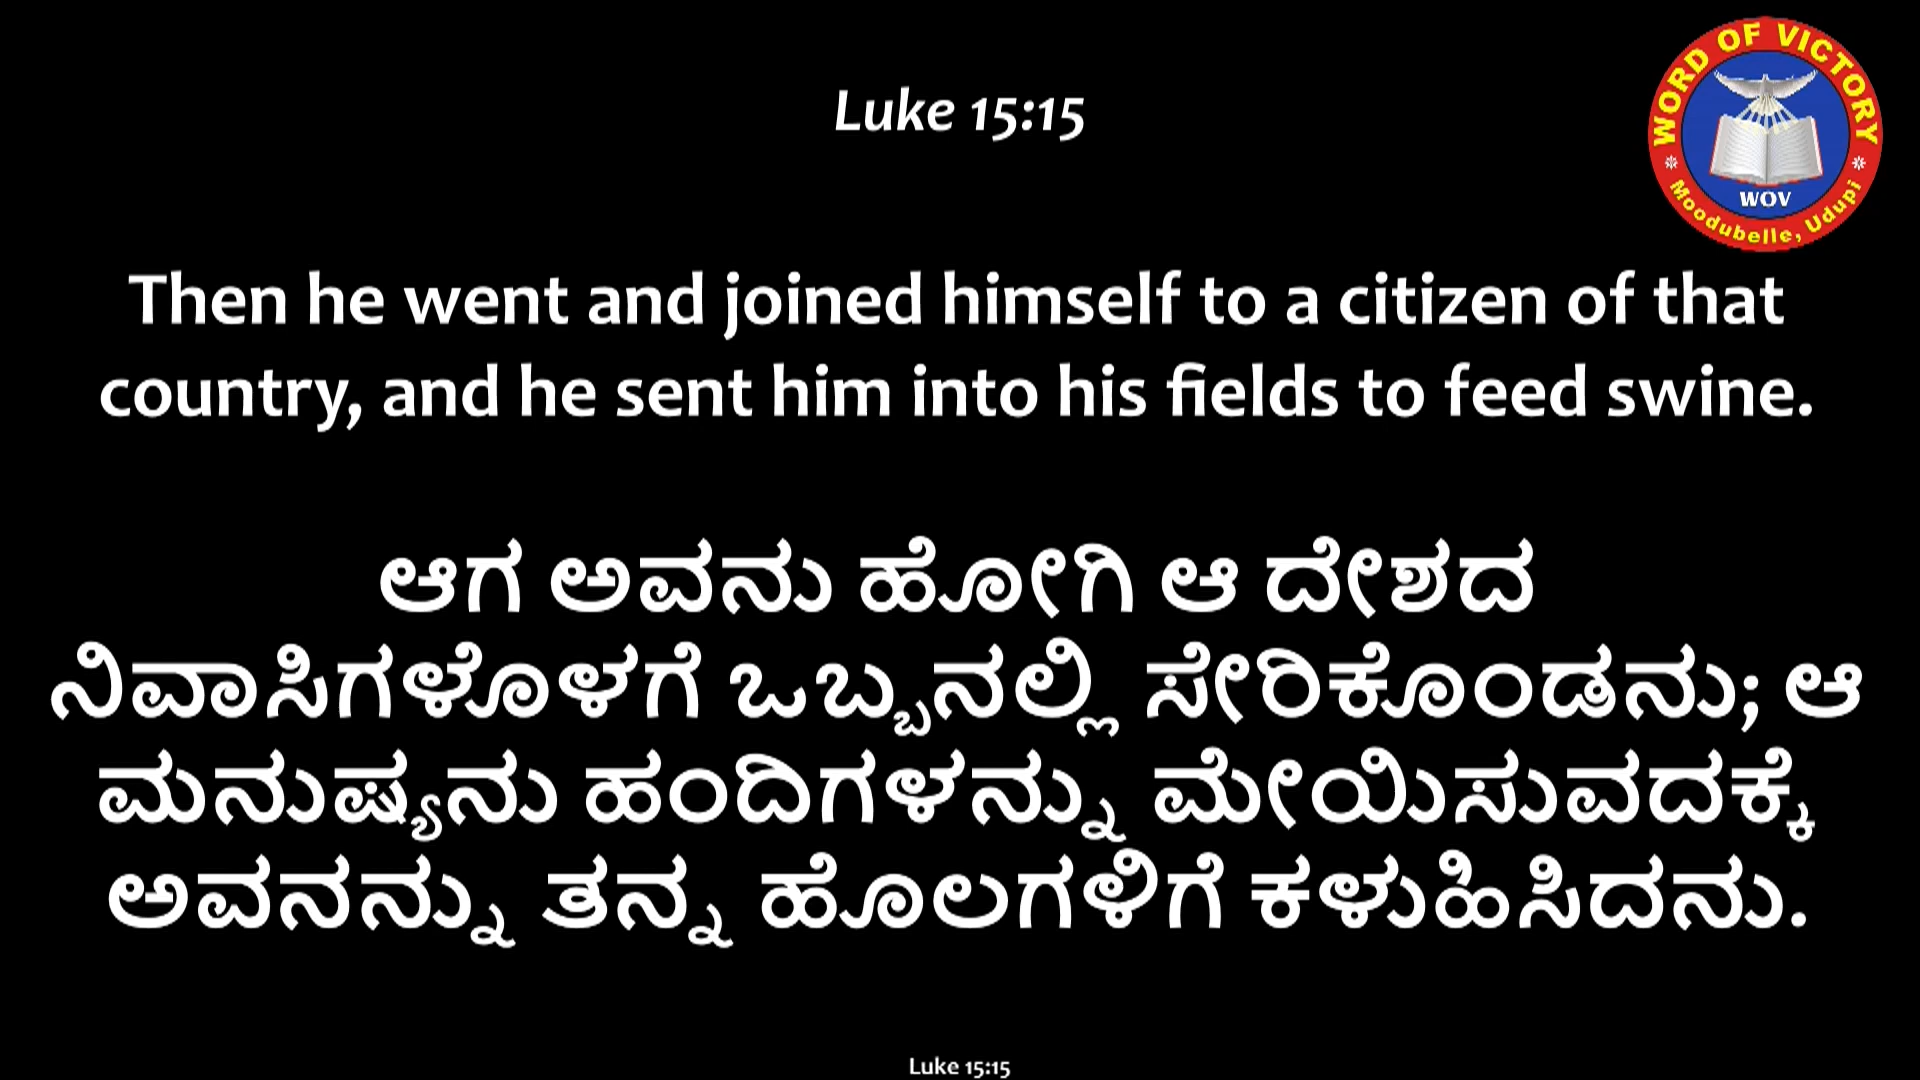 WORD OF VICTORY
WOV
Moodubelle, Udupi
Luke 15:15
Then he went and joined himself to a citizen of that
country, and he sent him into his fields to feed swine.
ಆಗ ಅವನು ಹೋಗಿ ಆ ದೇಶದ
ನಿವಾಸಿಗಳೊಳಗೆ ಒಬ್ಬನಲ್ಲಿ ಸೇರಿಕೊಂಡನು; ಆ
ಮನುಷ್ಯನು ಹಂದಿಗಳನ್ನು ಮೇಯಿಸುವದಕ್ಕೆ
ಅವನನ್ನು ತನ್ನ ಹೊಲಗಳಿಗೆ ಕಳುಹಿಸಿದನು.
Luke 15:15